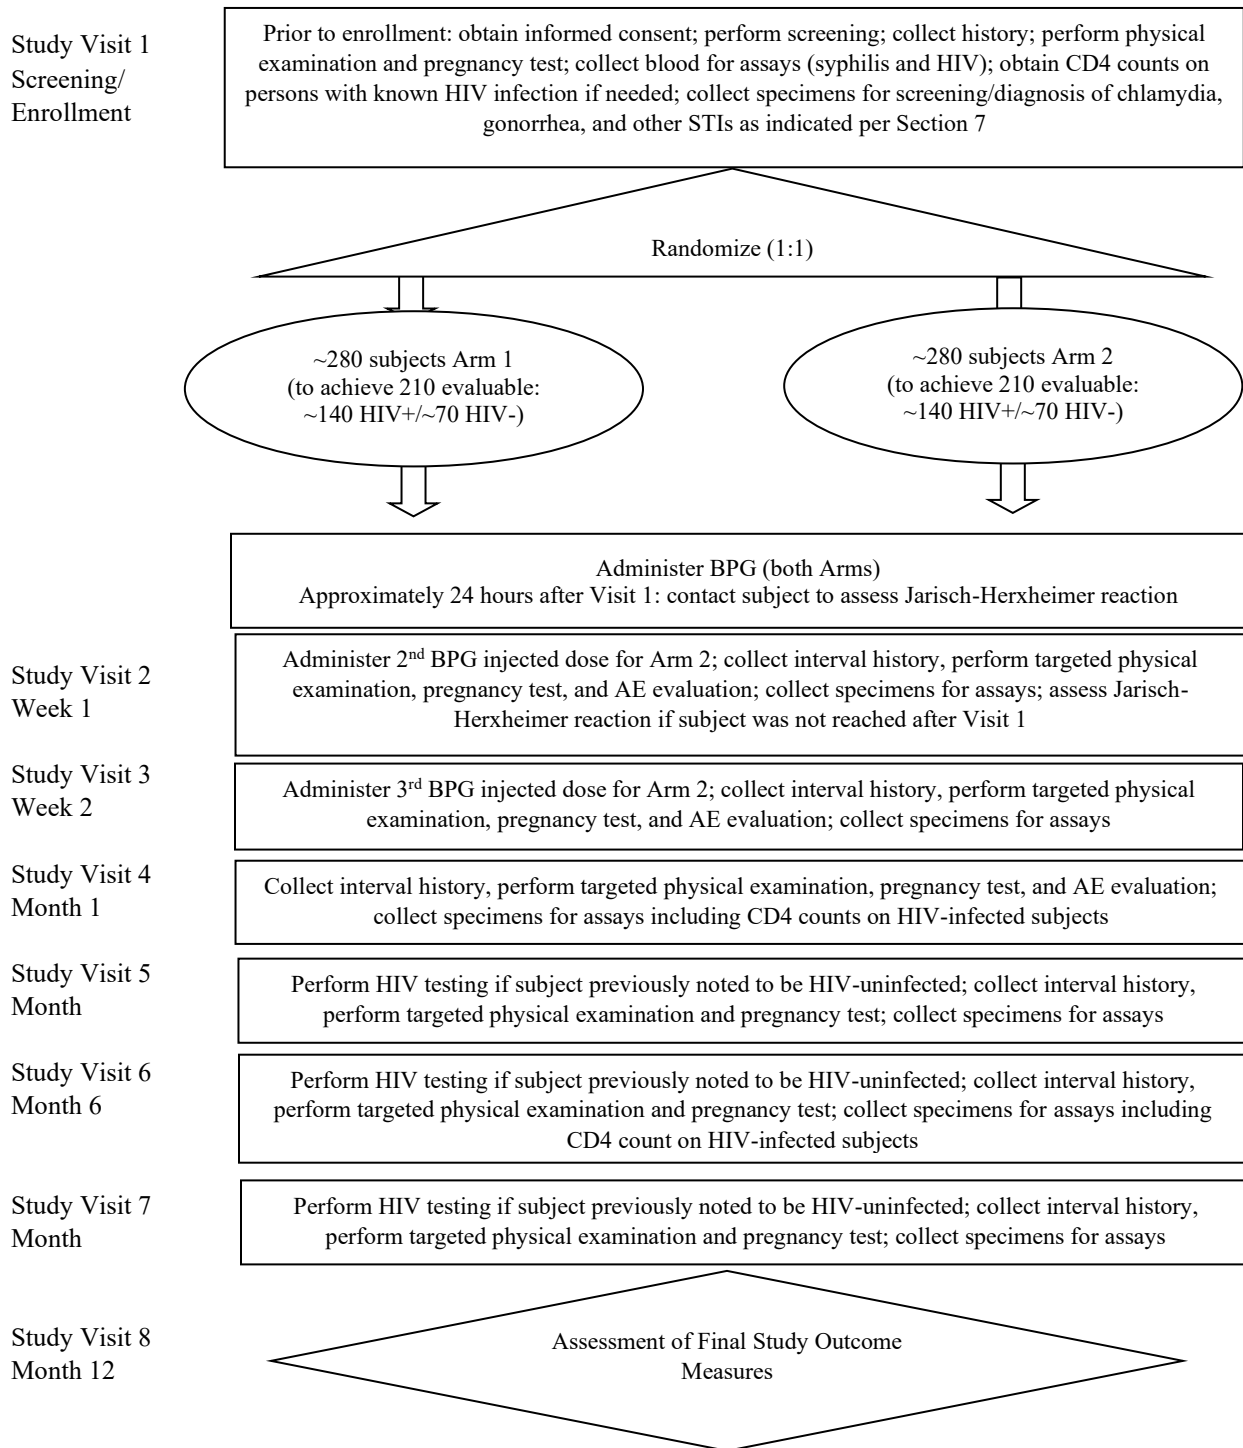 Study Visit 1
Screening/
Enrollment
Prior to enrollment: obtain informed consent; perform screening; collect history; perform physical
examination and pregnancy test; collect blood for assays (syphilis and HIV); obtain CD4 counts on
persons with known HIV infection if needed; collect specimens for screening/diagnosis of chlamydia,
gonorrhea, and other STIs as indicated per Section 7
Randomize (1:1)
~280 subjects Arm 1
(to achieve 210 evaluable:
~140 HIV+/~70 HIV-)
~280 subjects Arm 2
(to achieve 210 evaluable:
~140 HIV+/~70 HIV-)
Administer BPG (both Arms)
Approximately 24 hours after Visit 1: contact subject to assess Jarisch-Herxheimer reaction
Study Visit 2
Week 1
Administer 2nd BPG injected dose for Arm 2; collect interval history, perform targeted physical
examination, pregnancy test, and AE evaluation; collect specimens for assays; assess Jarisch-
Herxheimer reaction if subject was not reached after Visit 1
Study Visit 3
Week 2
Administer 3rd BPG injected dose for Arm 2; collect interval history, perform targeted physical
examination, pregnancy test, and AE evaluation; collect specimens for assays
Study Visit 4
Month 1
Collect interval history, perform targeted physical examination, pregnancy test, and AE evaluation;
collect specimens for assays including CD4 counts on HIV-infected subjects
Study Visit 5
Month
Perform HIV testing if subject previously noted to be HIV-uninfected; collect interval history,
perform targeted physical examination and pregnancy test; collect specimens for assays
Study Visit 6
Month 6
Perform HIV testing if subject previously noted to be HIV-uninfected; collect interval history,
perform targeted physical examination and pregnancy test; collect specimens for assays including
CD4 count on HIV-infected subjects
Study Visit 7
Month
Perform HIV testing if subject previously noted to be HIV-uninfected; collect interval history,
perform targeted physical examination and pregnancy test; collect specimens for assays
Study Visit 8
Month 12
Assessment of Final Study Outcome
Measures